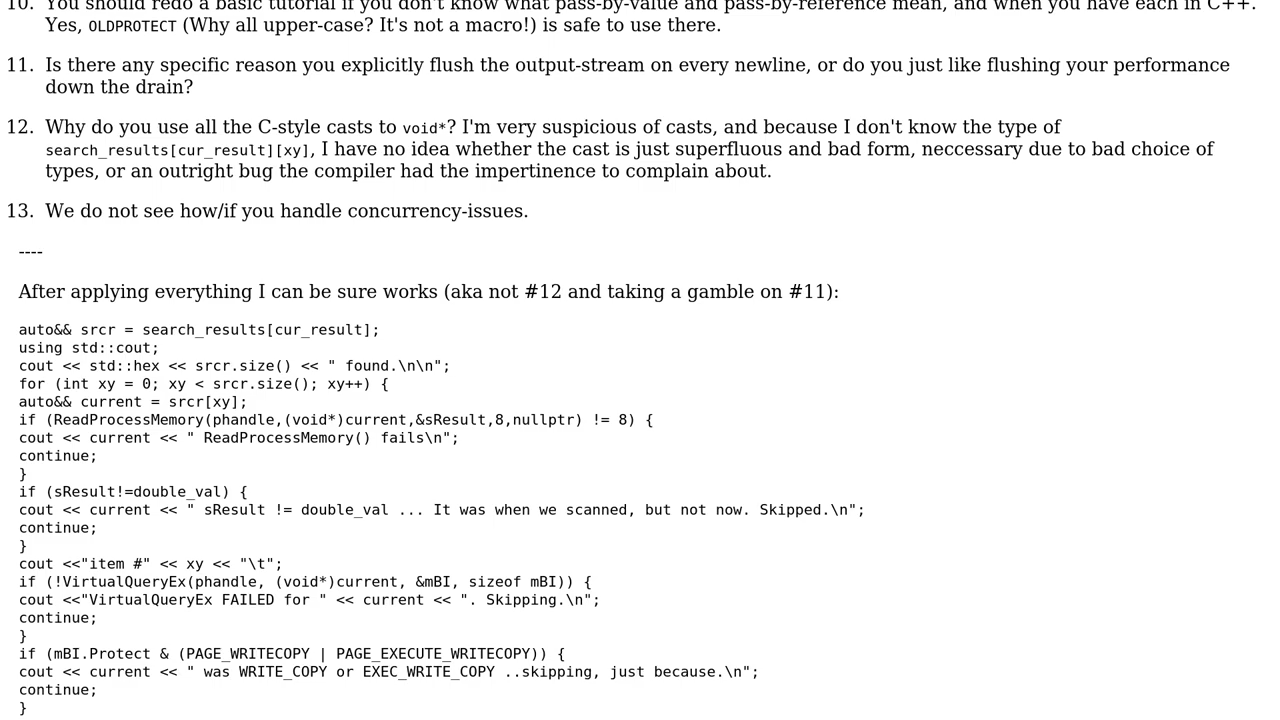 10. You should redo a basic tutorial if you don't know what pass-by-value and pass-by-reference mean, and when you have each in C++.
Yes, OLDPROTECT (Why all upper-case? It's not a macro!) is safe to use there.
11. Is there any specific reason you explicitly flush the output-stream on every newline, or do you just like flushing your performance
down the drain?
12. Why do you use all the C-style casts to void*? I'm very suspicious of casts, and because I don't know the type of
search_results[cur_result][xy], I have no idea whether the cast is just superfluous and bad form, neccessary due to bad choice of
types, or an outright bug the compiler had the impertinence to complain about.
13. We do not see how/if you handle concurrency-issues.
----
After applying everything I can be sure works (aka not #12 and taking a gamble on #11):
auto&& srcr = search_results[cur_result];
using std::cout;
cout << std::hex << srcr.size() << " found.\n\n";
for (int xy = 0; xy < srcr.size(); xy++) {
auto&& current = srcr[xy];
if (ReadProcessMemory(phandle,(void*)current,&sResult,8,nullptr) != 8) {
cout << current << " ReadProcessMemory() fails\n";
continue;
}
if (sResult!=double_val) {
cout << current << " sResult != double_val ... It was when we scanned, but not now. Skipped.\n";
continue;
}
cout <<"item #" << xy << "\t";
if (!VirtualQueryEx(phandle, (void*)current, &mBI, sizeof mBI)) {
cout <<"VirtualQueryEx FAILED for " << current << ". Skipping.\n";
continue;
}
if (mBI.Protect & (PAGE_WRITECOPY | PAGE_EXECUTE_WRITECOPY)) {
cout << current << " was WRITE_COPY or EXEC_WRITE_COPY ..skipping, just because.\n";
continue;
}